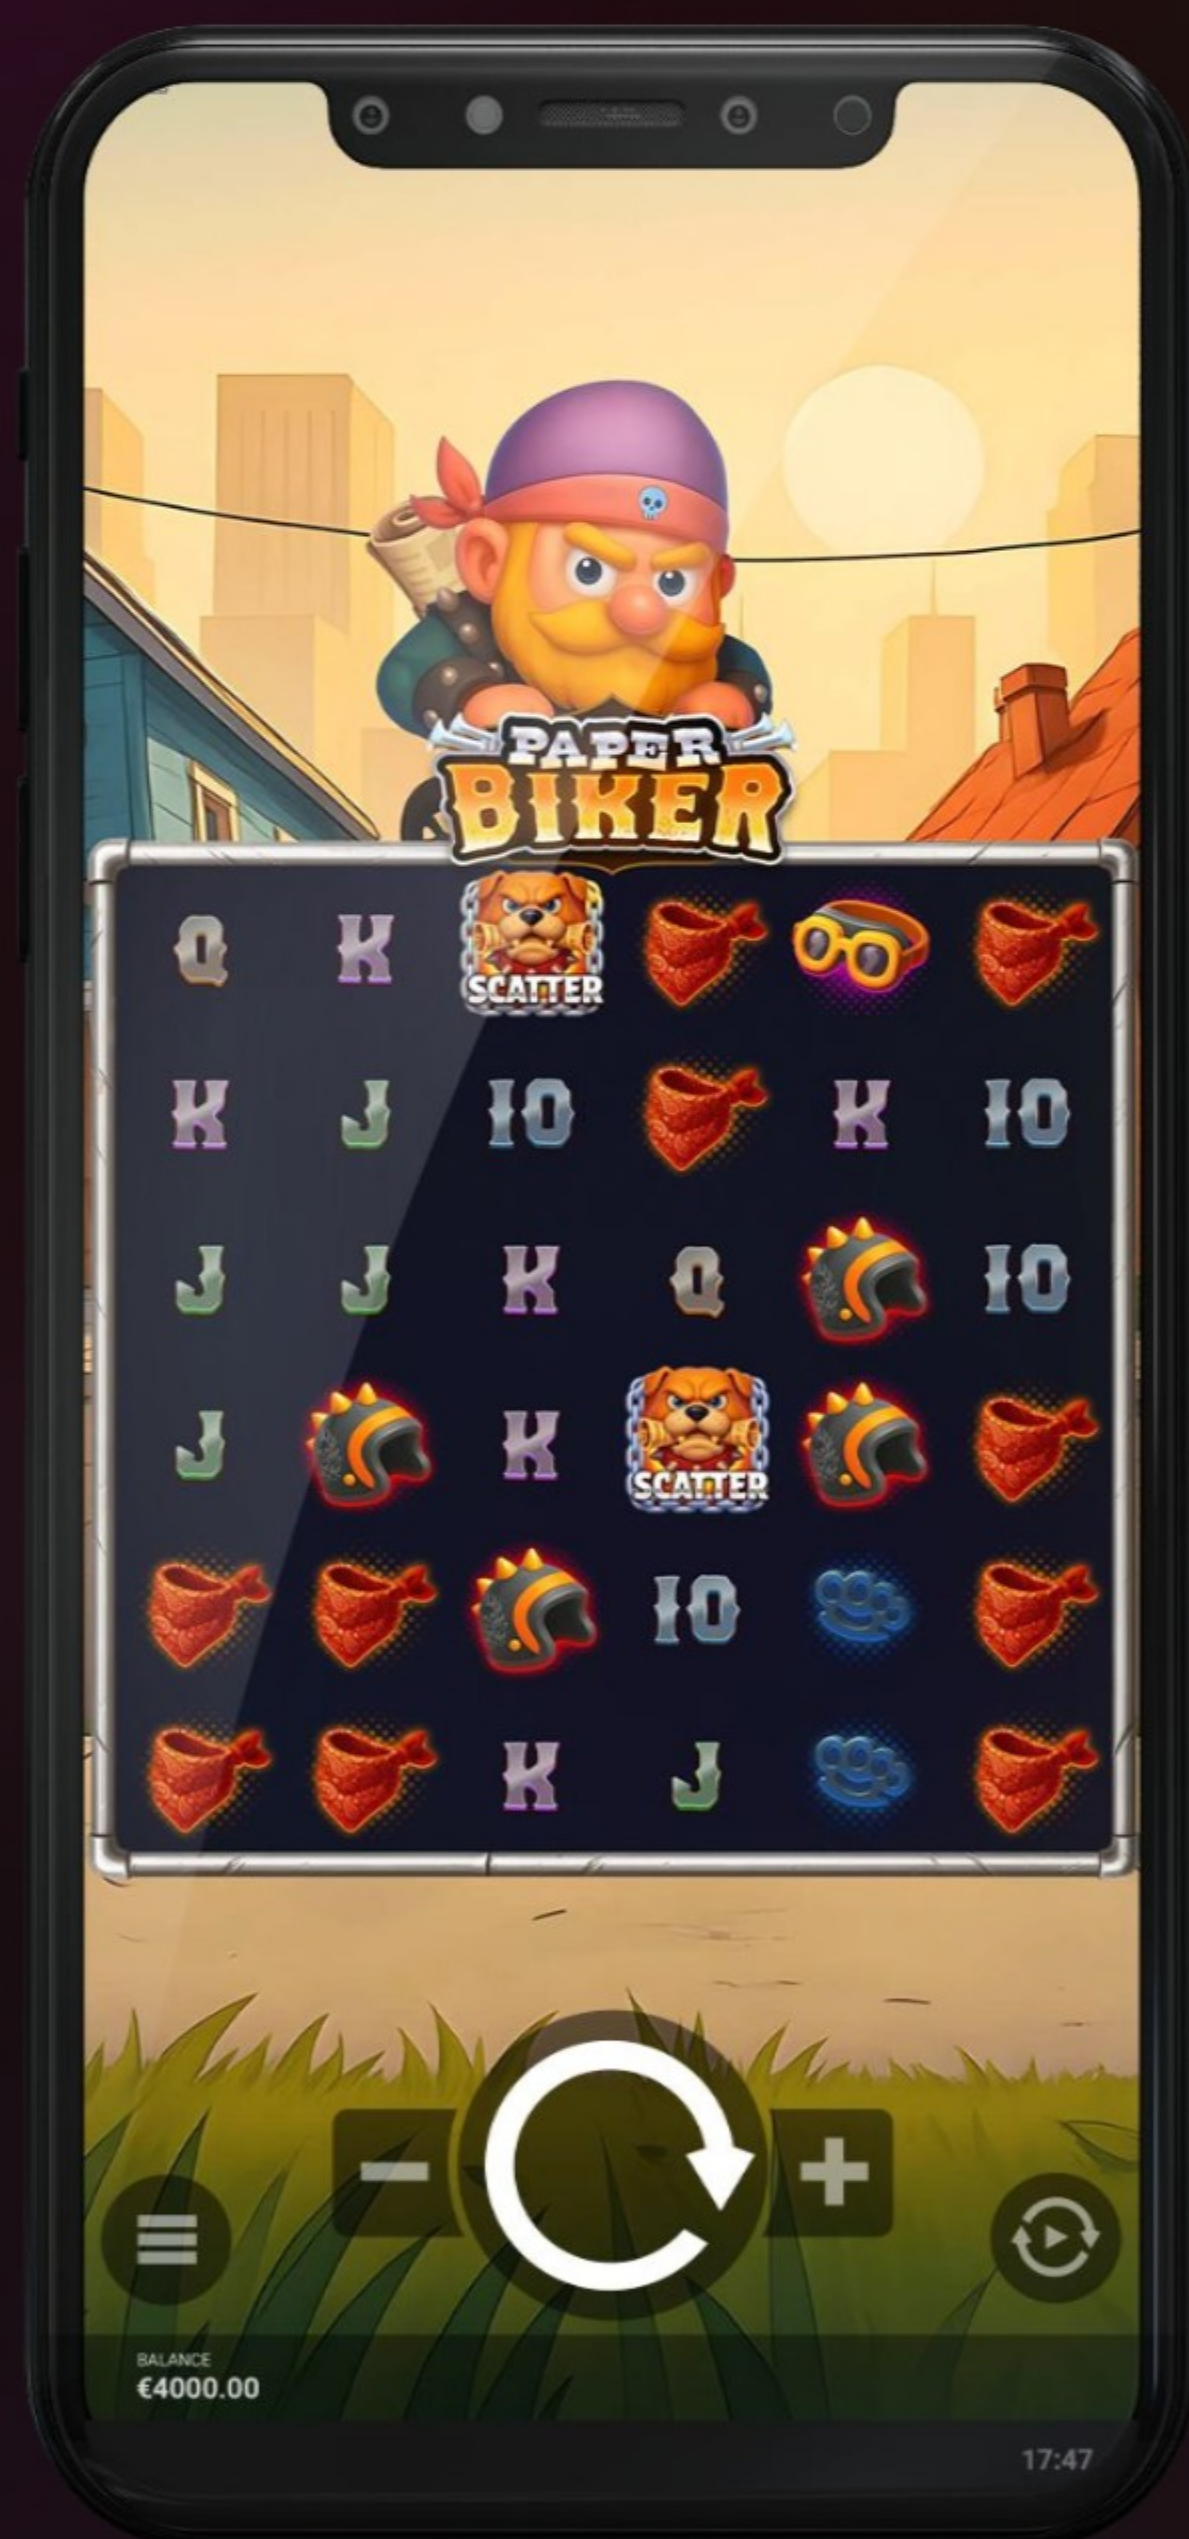 PAPER
BIKER
Q K SCATTER
K J 10 K 10
J J K Q 10
J K SCATTER
10
K J
BALANCE
€4000.00
17:47